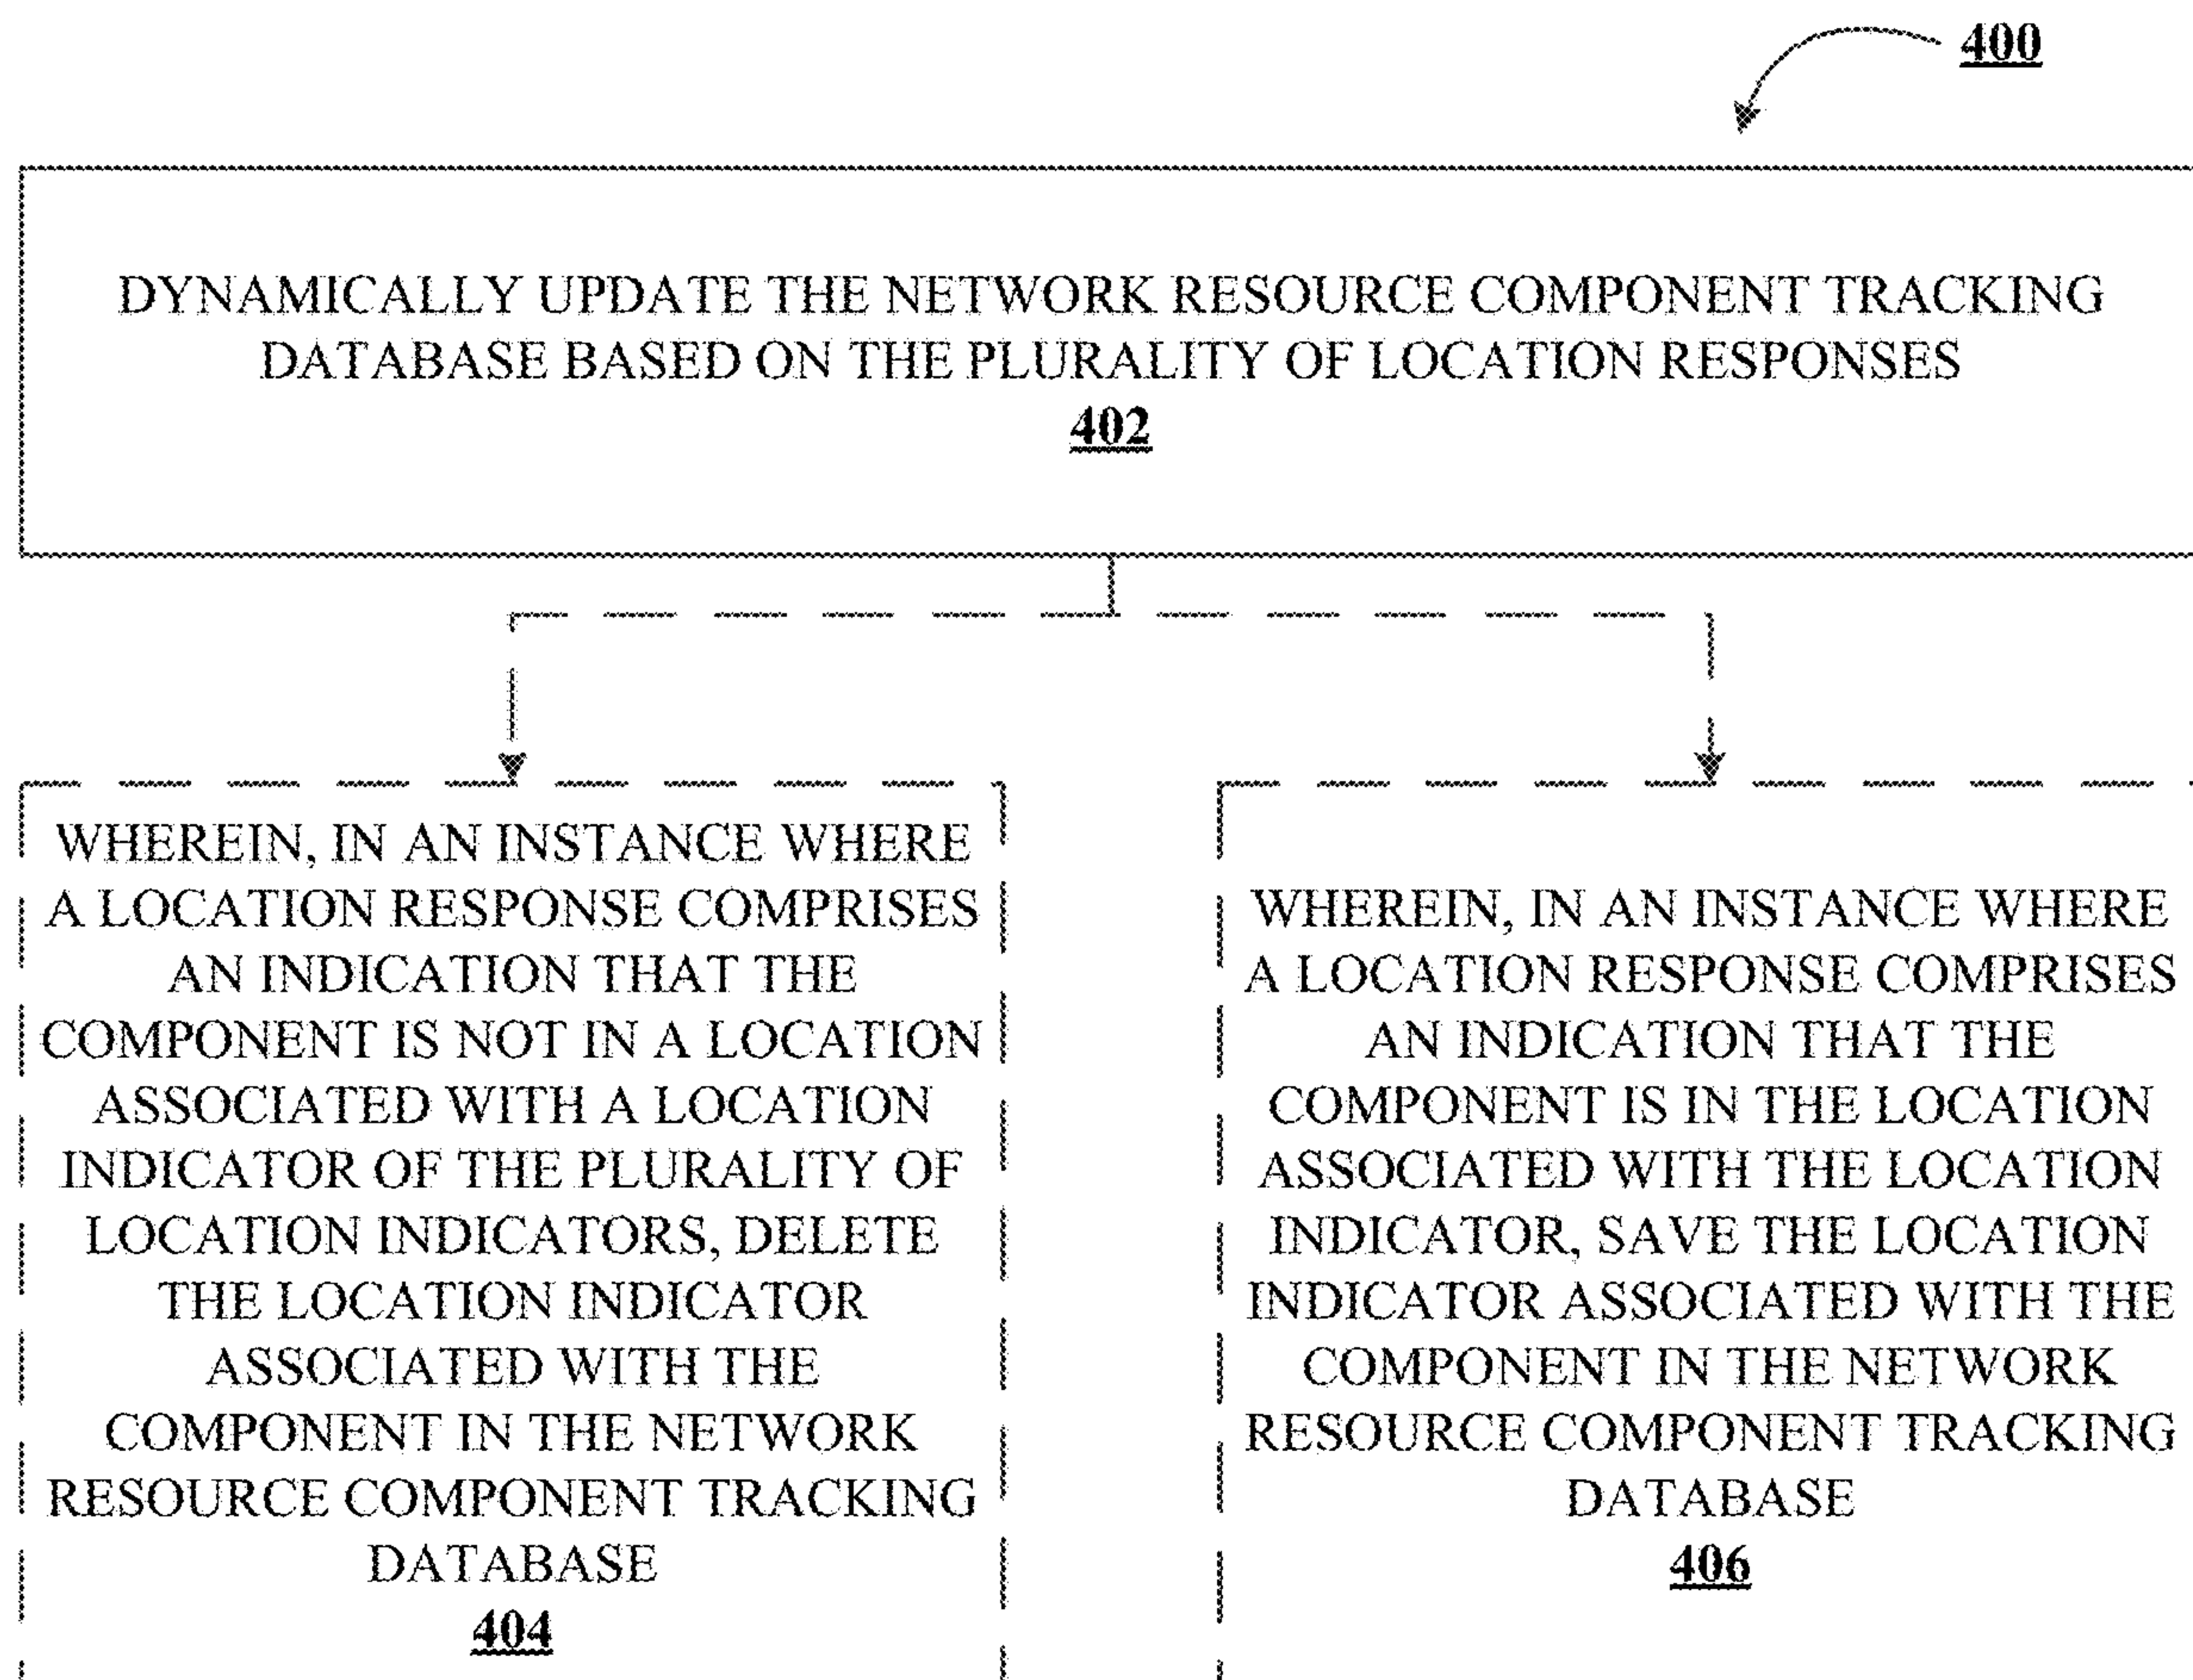 400
DYNAMICALLY UPDATE THE NETWORK RESOURCE COMPONENT TRACKING
DATABASE BASED ON THE PLURALITY OF LOCATION RESPONSES
402
WHEREIN, IN AN INSTANCE WHERE
A LOCATION RESPONSE COMPRISES
AN INDICATION THAT THE
COMPONENT IS NOT IN A LOCATION
ASSOCIATED WITH A LOCATION
INDICATOR OF THE PLURALITY OF
LOCATION INDICATORS, DELETE
THE LOCATION INDICATOR
ASSOCIATED WITH THE
COMPONENT IN THE NETWORK
RESOURCE COMPONENT TRACKING
DATABASE
404
WHEREIN, IN AN INSTANCE WHERE
A LOCATION RESPONSE COMPRISES
AN INDICATION THAT THE
COMPONENT IS IN THE LOCATION
ASSOCIATED WITH THE LOCATION
INDICATOR, SAVE THE LOCATION
INDICATOR ASSOCIATED WITH THE
COMPONENT IN THE NETWORK
RESOURCE COMPONENT TRACKING
DATABASE
406